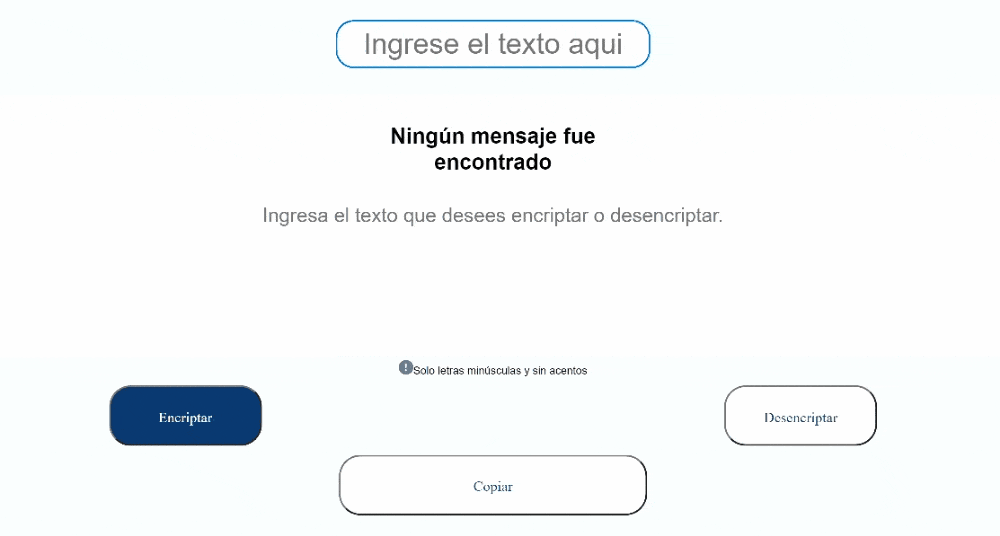 Ingrese el texto aqui
Ningún mensaje fue
encontrado
Ingresa el texto que desees encriptar o desencriptar.
Solo letras minúsculas y sin acentos
Encriptar
Desencriptar
Copiar